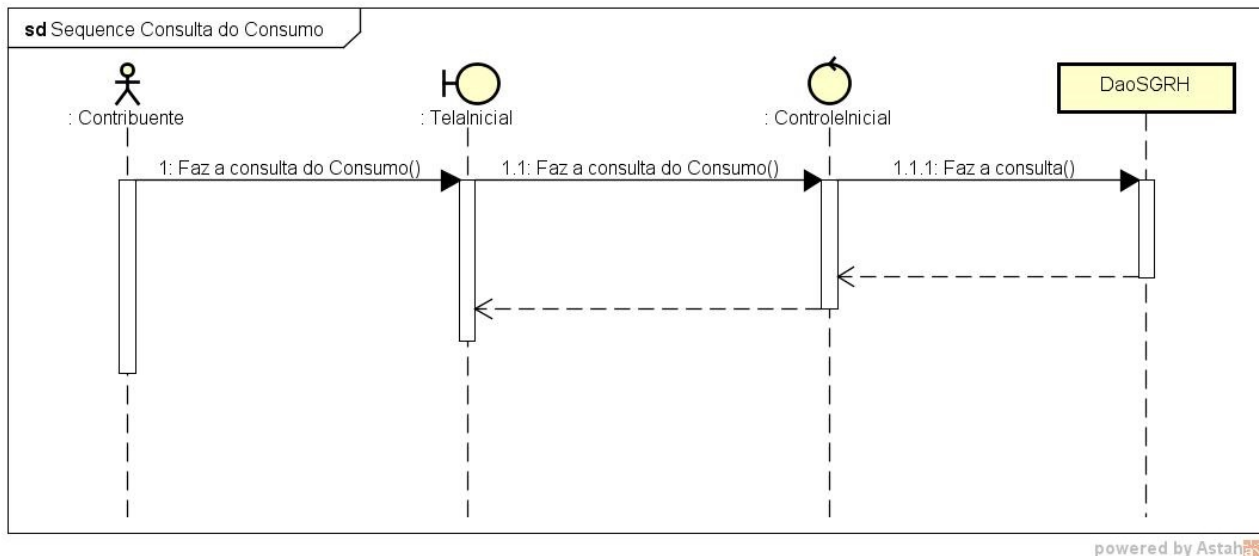 sd Sequence Consulta do Consumo
: Contribuente
: TelaInicial
: ControleInicial
DaoSGRH
1: Faz a consulta do Consumo()
1.1: Faz a consulta do Consumo()
1.1.1: Faz a consulta()
powered by Astah